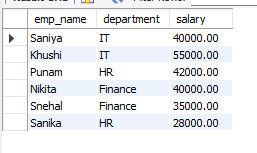 emp_name department salary
Saniya IT 40000.00
Khushi IT 55000.00
Punam HR 42000.00
Nikita Finance 40000.00
Snehal Finance 35000.00
Sanika HR 28000.00